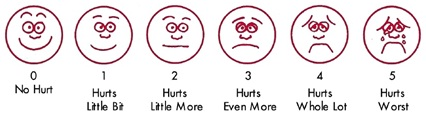 0
No Hurt
1
Hurts
Little Bit
2
Hurts
Little More
3
Hurts
Even More
4
Hurts
Whole Lot
5
Hurts
Worst